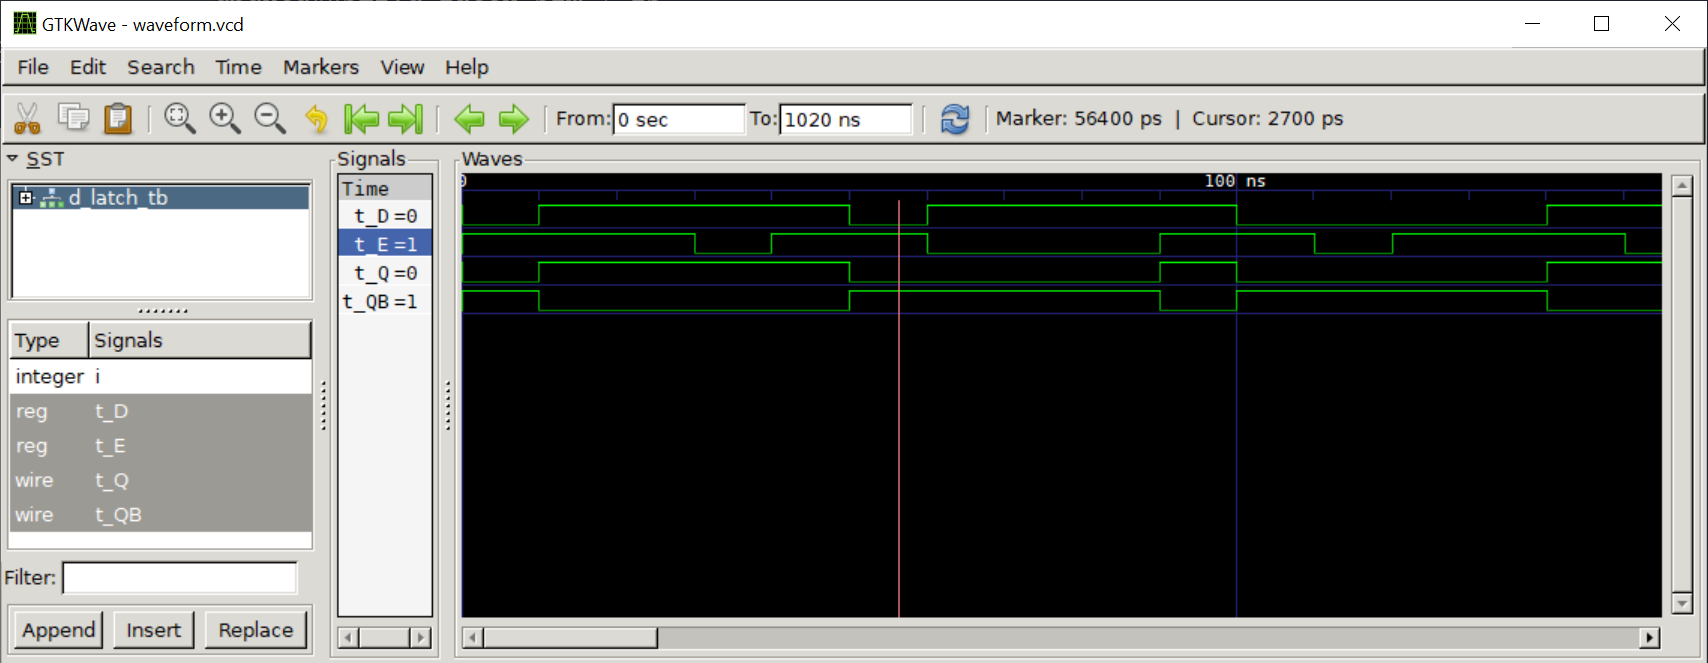 GTKWave - waveform.vcd
File Edit Search Time Markers View Help
From: 0 sec To: 1020 ns Marker: 56400 ps | Cursor: 2700 ps
SST
d_latch_tb
Type Signals
integer i
reg t_D
reg t_E
wire t_Q
wire t_QB
Filter:
Append Insert Replace
Signals
Time
t_D =0
t_E =1
t_Q =0
t_QB =1
Waves
0 100 ns